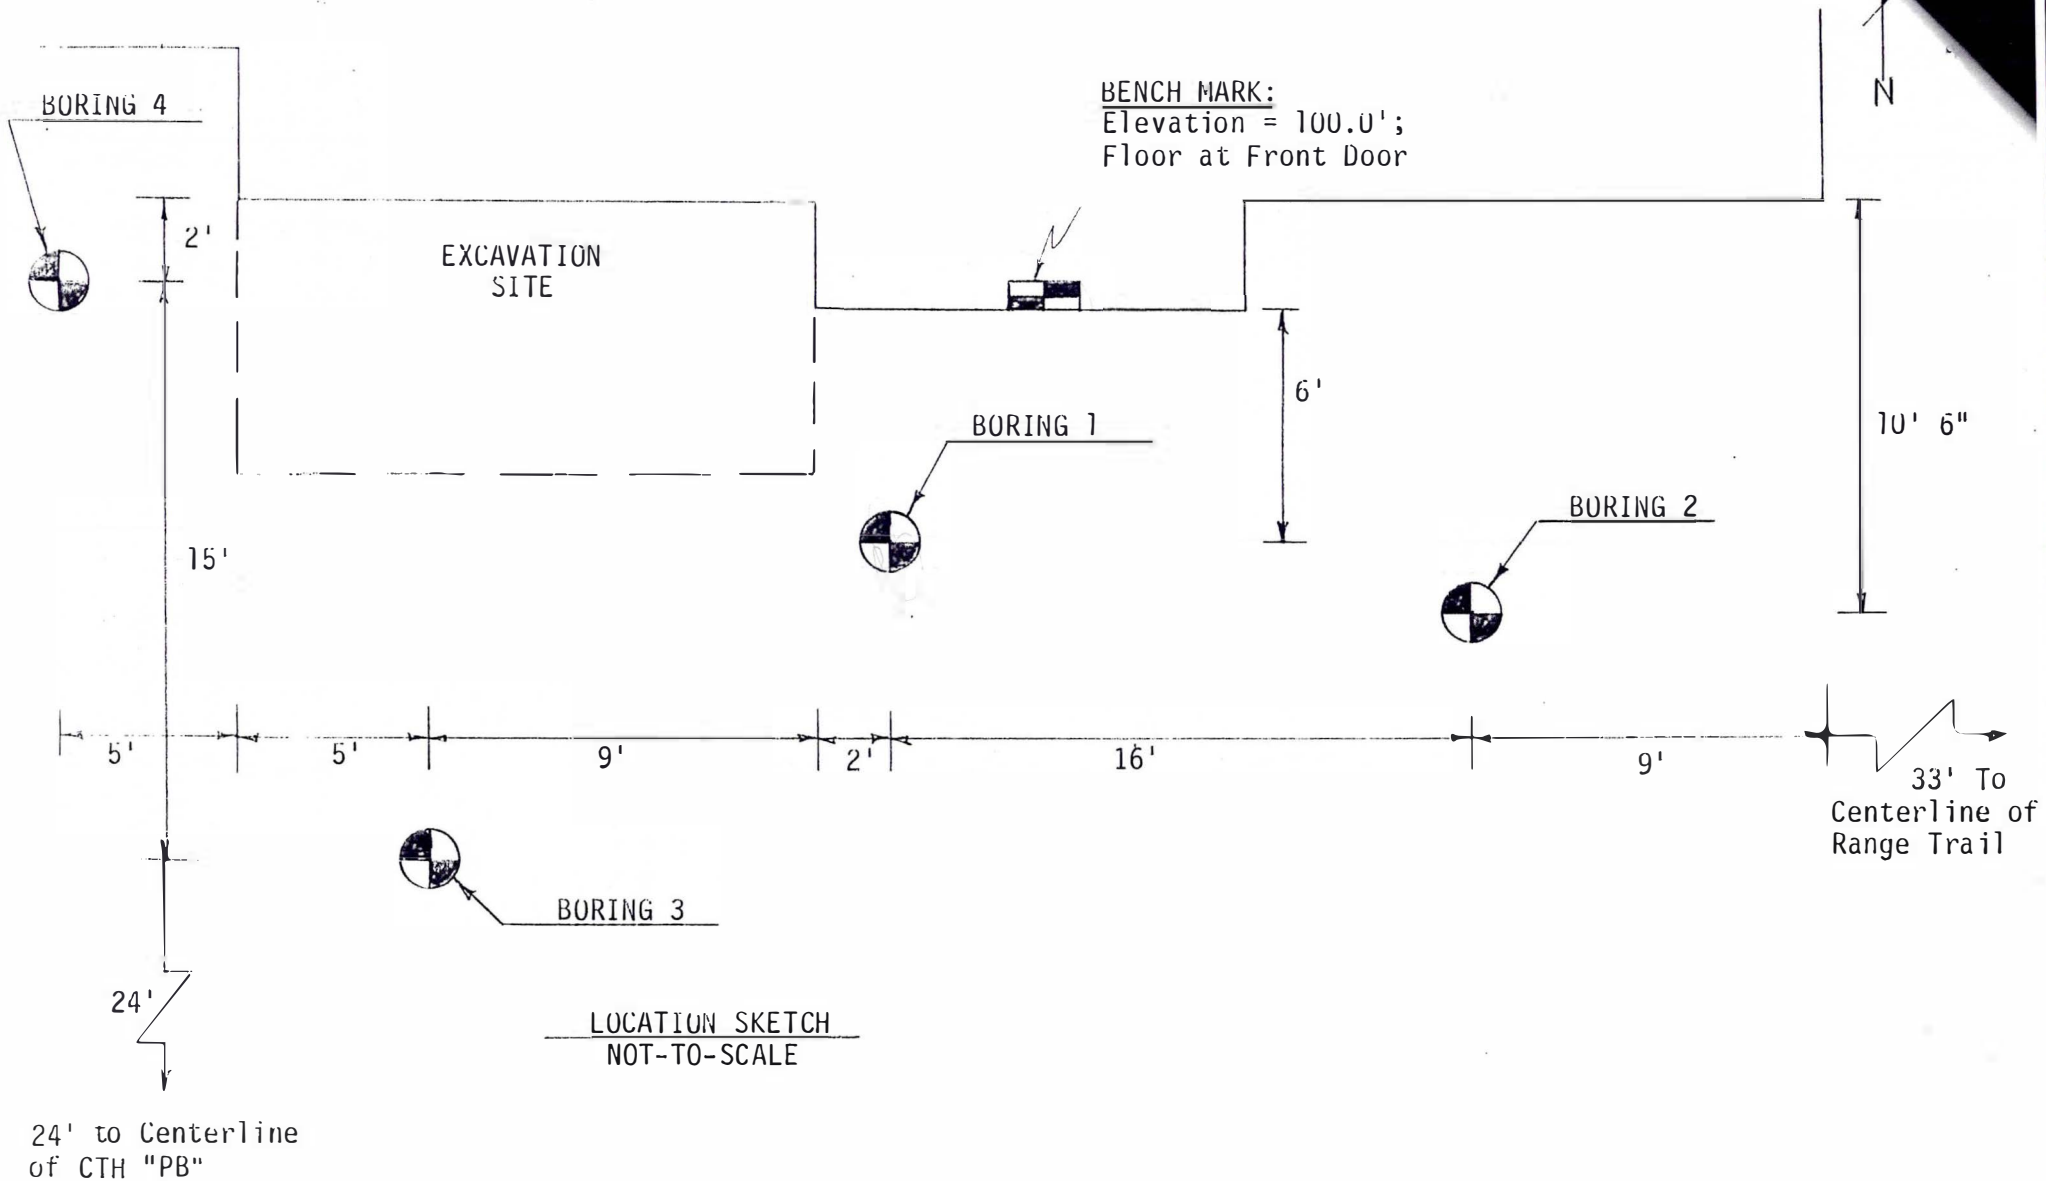 N
BORING 4
BENCH MARK:
Elevation = 100.0';
Floor at Front Door
2'
EXCAVATION
SITE
6'
10' 6"
BORING 1
BORING 2
15'
5'
5'
9'
2'
16'
9'
33' To
Centerline of
Range Trail
BORING 3
24'
LOCATION SKETCH
NOT-TO-SCALE
24' to Centerline
of CTH "PB"